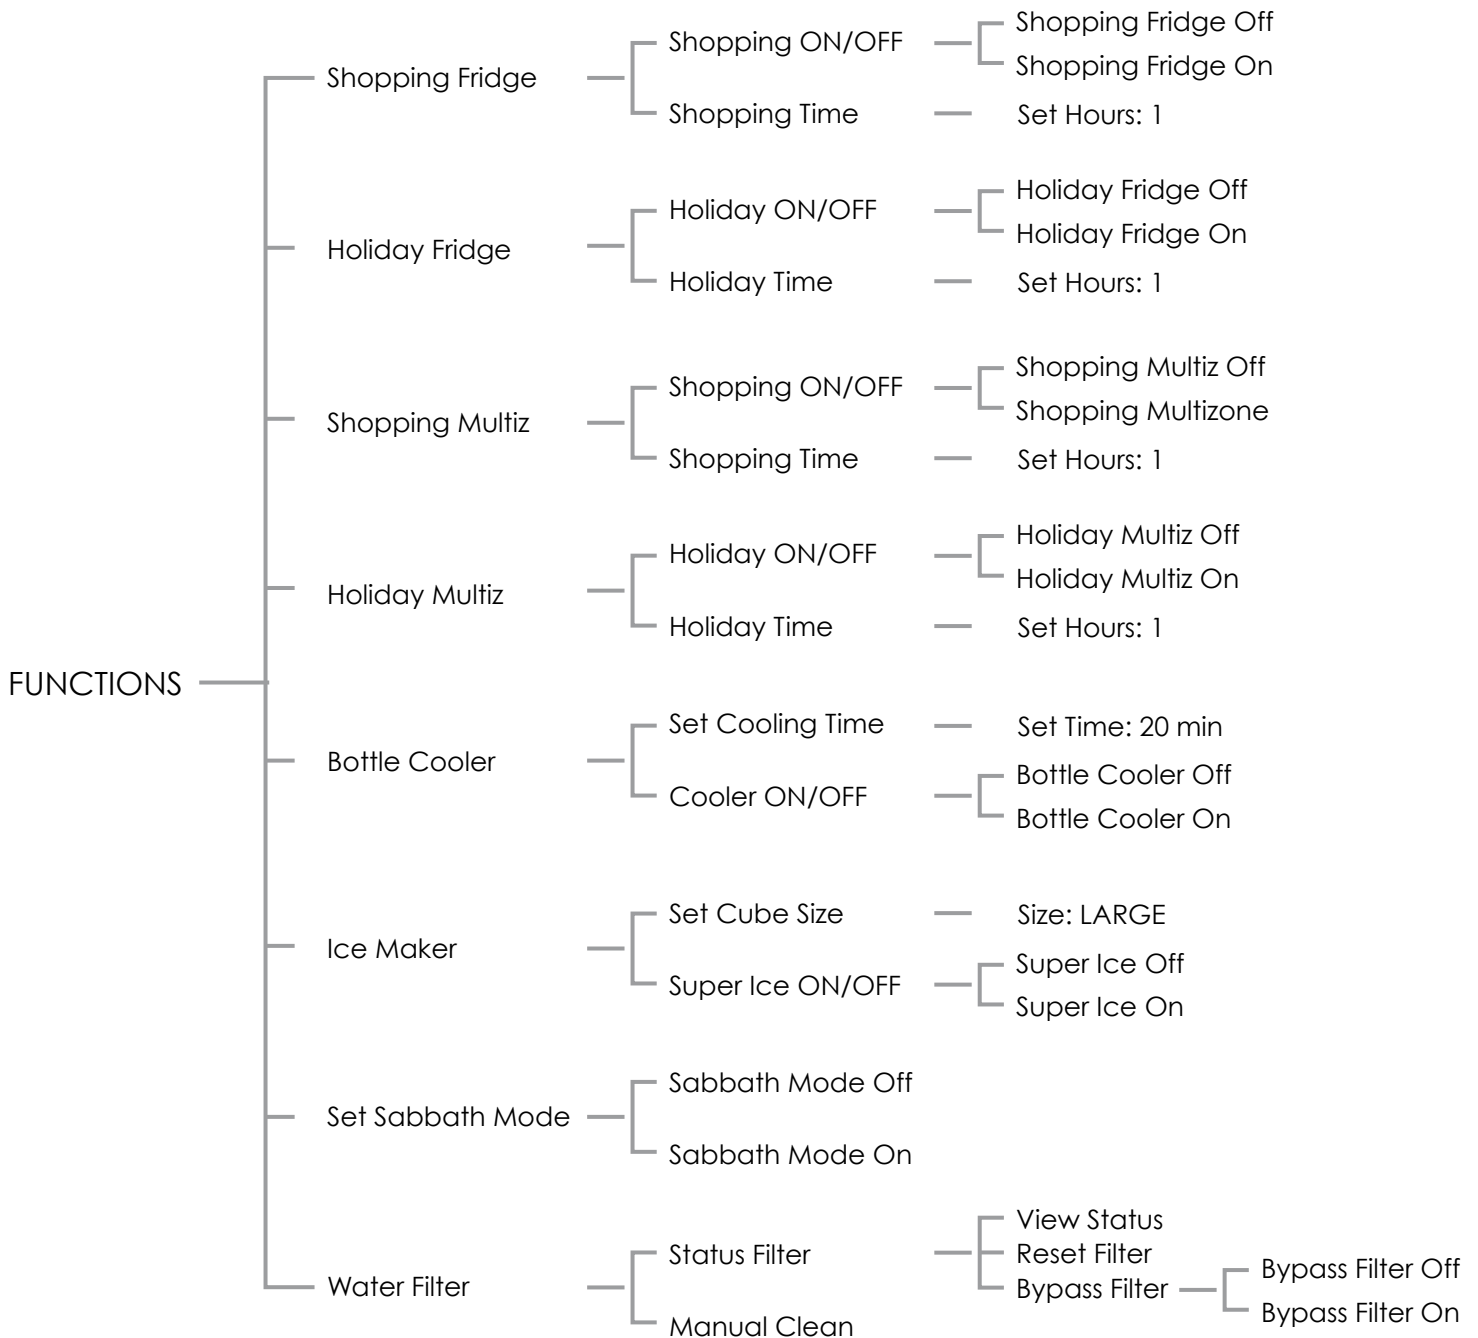 FUNCTIONS
Shopping Fridge
Shopping ON/OFF
Shopping Fridge Off
Shopping Fridge On
Shopping Time
Set Hours: 1
Holiday Fridge
Holiday ON/OFF
Holiday Fridge Off
Holiday Fridge On
Holiday Time
Set Hours: 1
Shopping Multiz
Shopping ON/OFF
Shopping Multiz Off
Shopping Multizone
Shopping Time
Set Hours: 1
Holiday Multiz
Holiday ON/OFF
Holiday Multiz Off
Holiday Multiz On
Holiday Time
Set Hours: 1
Bottle Cooler
Set Cooling Time
Set Time: 20 min
Cooler ON/OFF
Bottle Cooler Off
Bottle Cooler On
Ice Maker
Set Cube Size
Size: LARGE
Super Ice ON/OFF
Super Ice Off
Super Ice On
Set Sabbath Mode
Sabbath Mode Off
Sabbath Mode On
Water Filter
Status Filter
View Status
Reset Filter
Bypass Filter
Bypass Filter Off
Bypass Filter On
Manual Clean